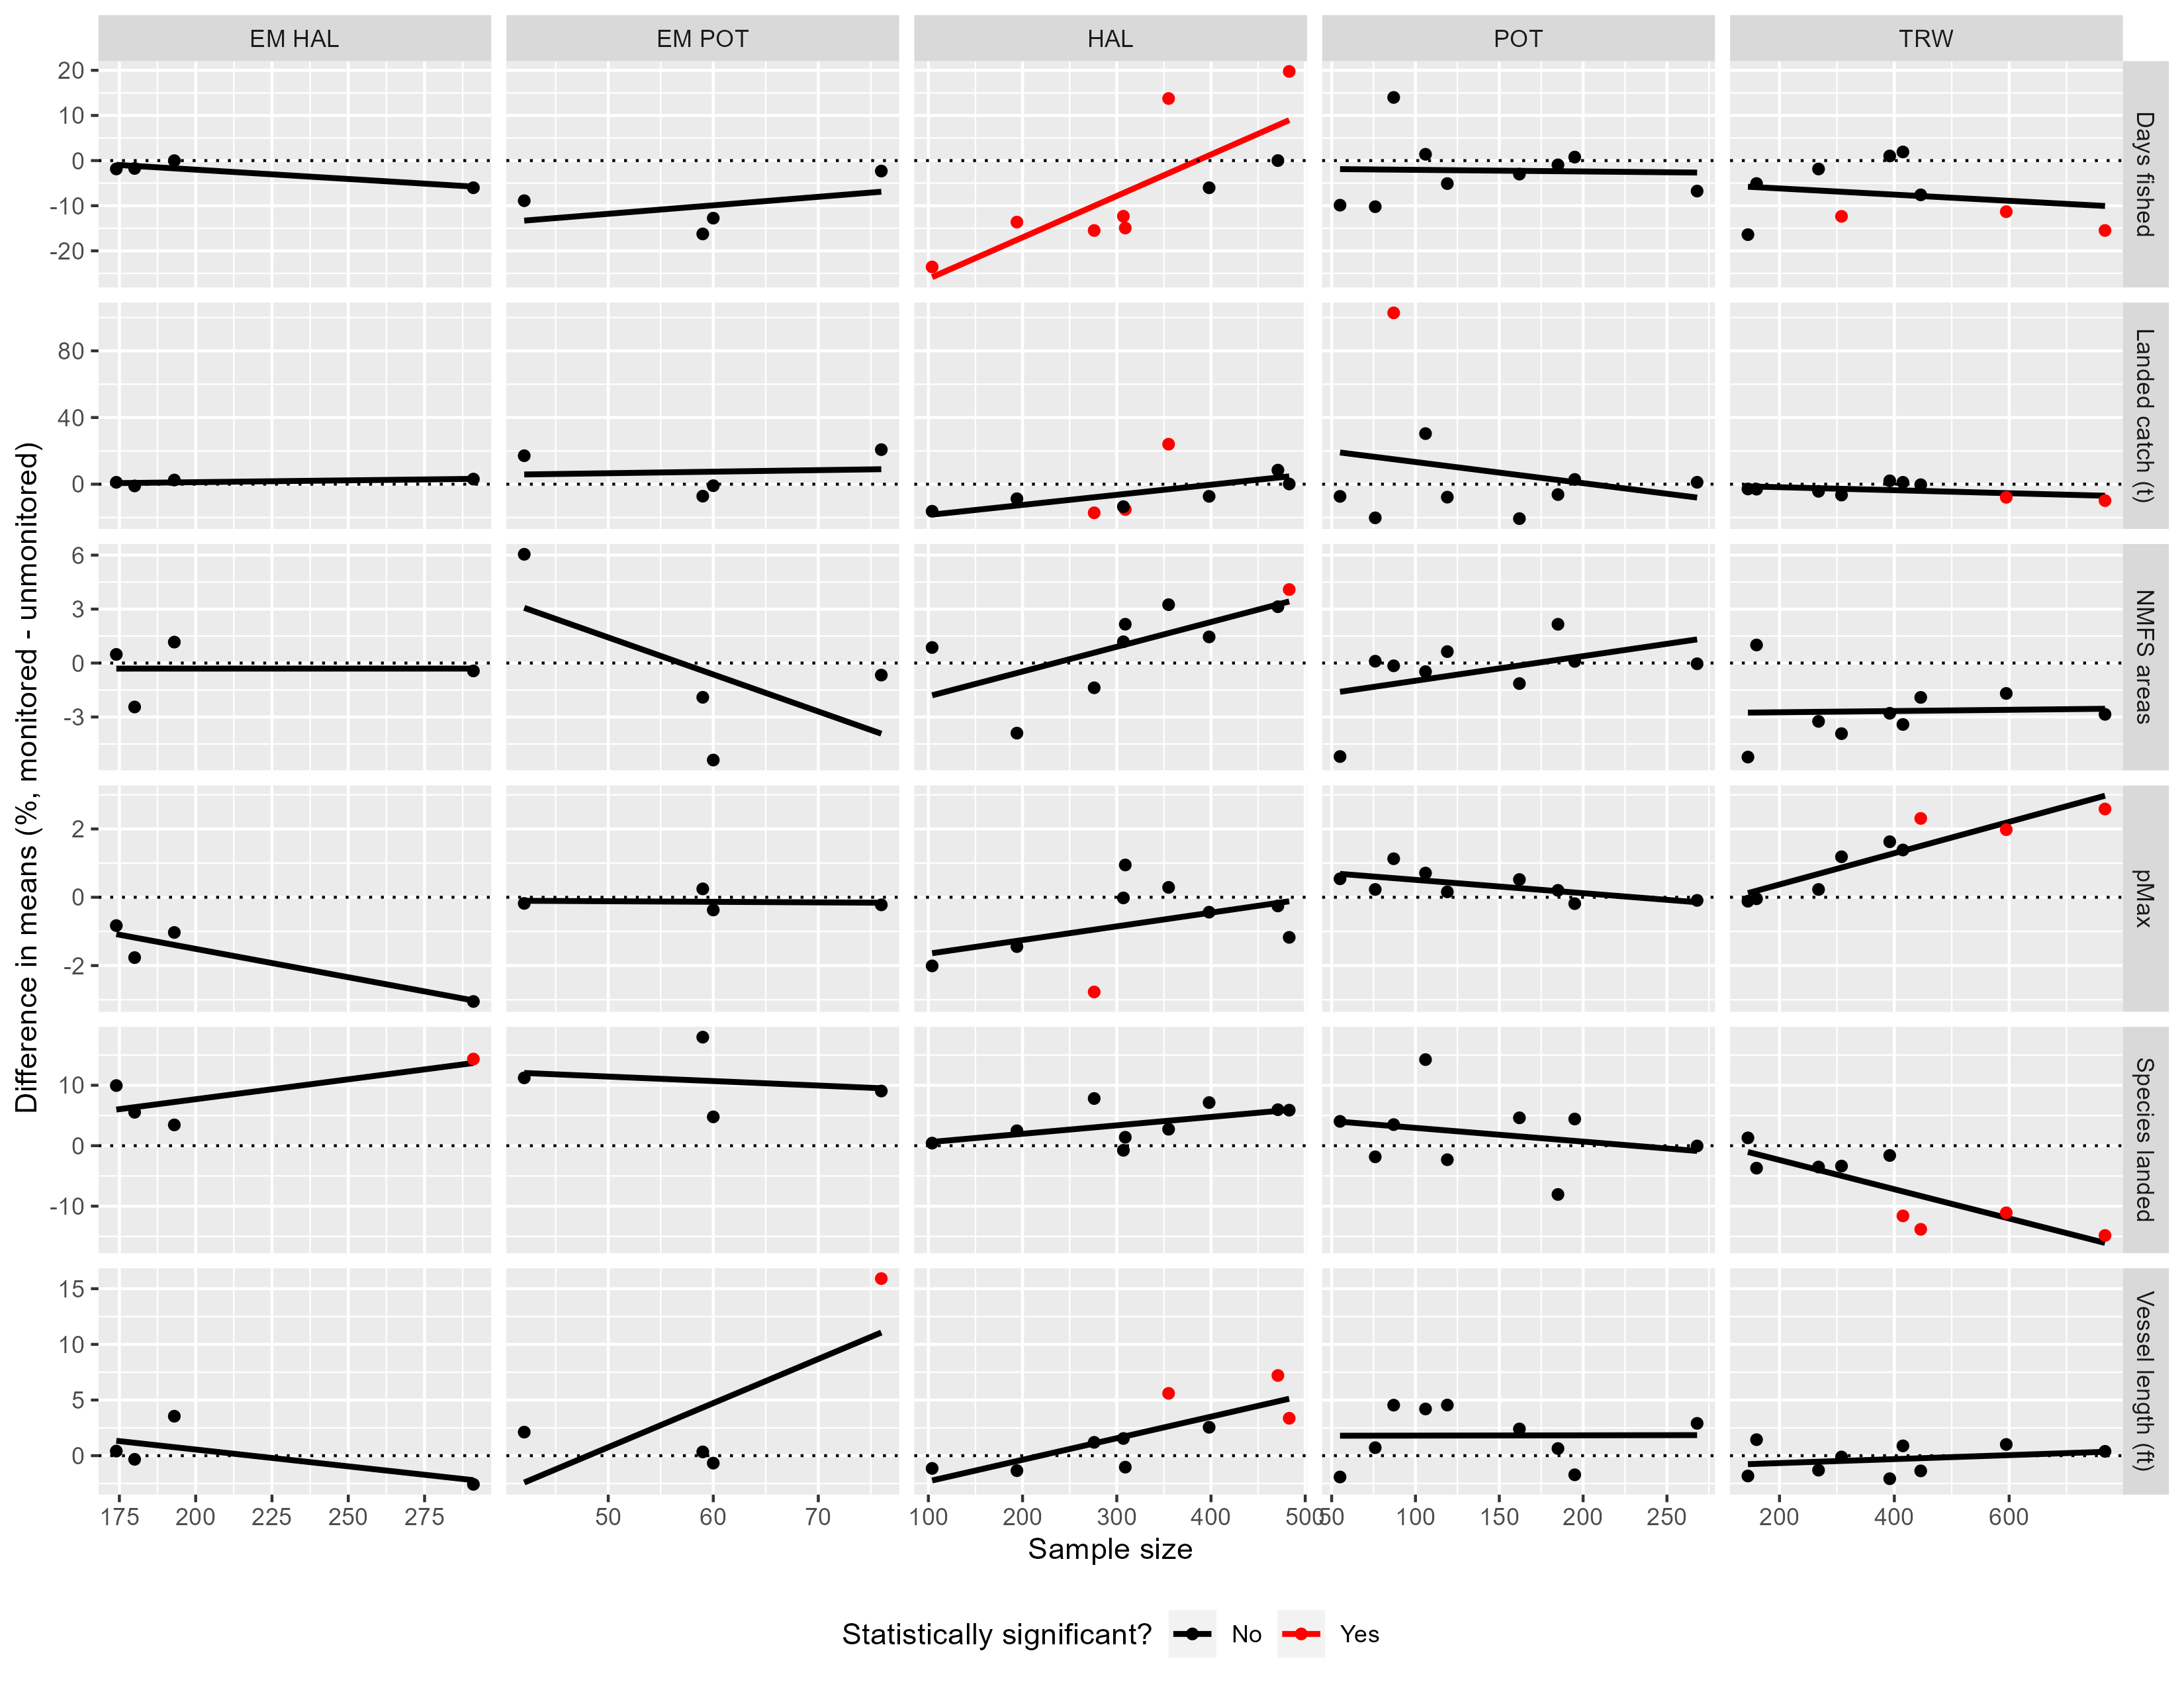 EM HAL EM POT HAL POT TRW
20
10
0
-10
-20
Days fished
80
40
0
Landed catch (t)
6
3
0
-3
NMFS areas
2
0
-2
pMax
10
0
-10
Species landed
15
10
5
0
Vessel length (ft)
Difference in means (%, monitored - unmonitored)
175 200 225 250 275 50 60 70 100 200 300 400 500 50 100 150 200 250 200 400 600
Sample size
Statistically significant? No Yes